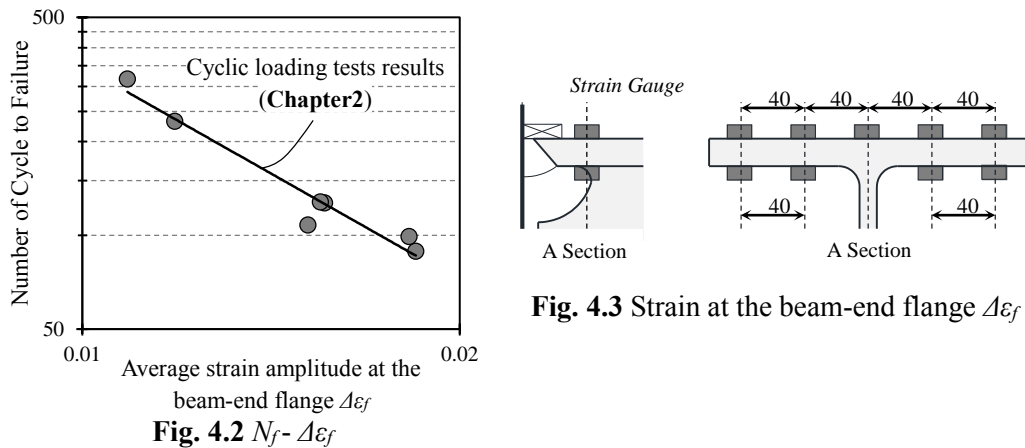 500
Number of Cycle to Failure
Cyclic loading tests results
(Chapter2)
50
0.01
0.02
Average strain amplitude at the
beam-end flange Δεf
Fig. 4.2 Nf - Δεf
Strain Gauge
40 40 40 40
40 40
A Section
A Section
Fig. 4.3 Strain at the beam-end flange Δεf